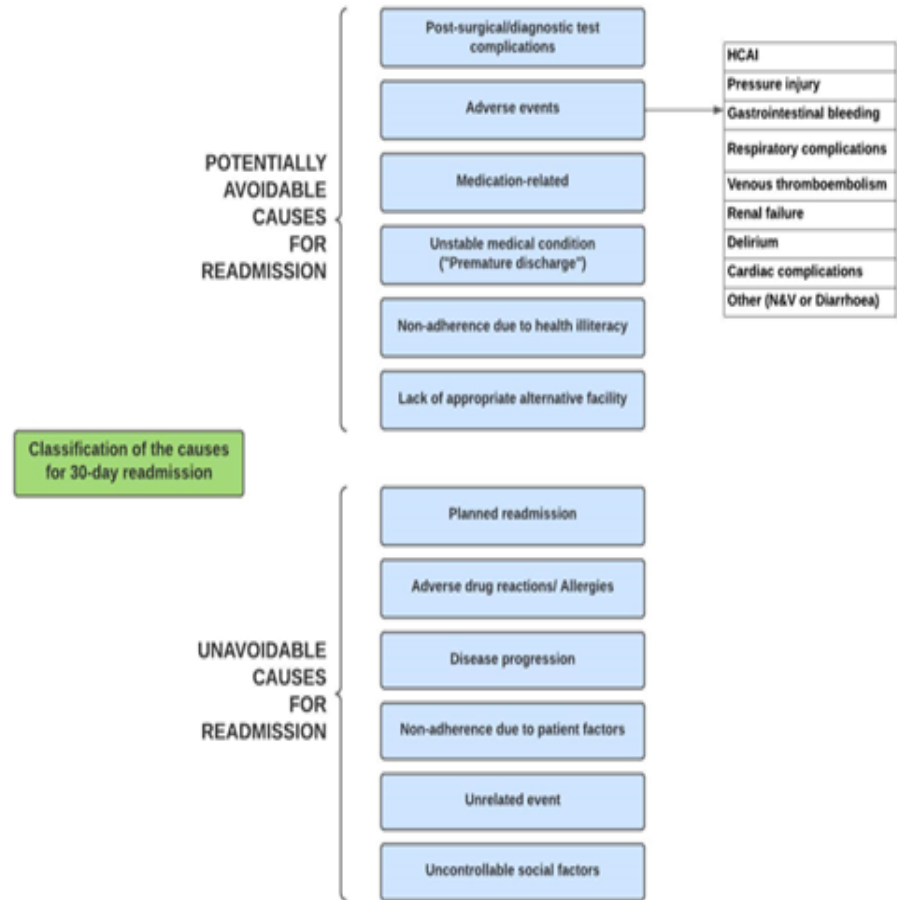 Classification of the causes
for 30-day readmission
POTENTIALLY
AVOIDABLE
CAUSES
FOR
READMISSION
Post-surgical/diagnostic test
complications
Adverse events
Medication-related
Unstable medical condition
("Premature discharge")
Non-adherence due to health illiteracy
Lack of appropriate alternative facility
HCAI
Pressure injury
Gastrointestinal bleeding
Respiratory complications
Venous thromboembolism
Renal failure
Delirium
Cardiac complications
Other (N&V or Diarrhoea)
UNAVOIDABLE
CAUSES
FOR
READMISSION
Planned readmission
Adverse drug reactions/ Allergies
Disease progression
Non-adherence due to patient factors
Unrelated event
Uncontrollable social factors